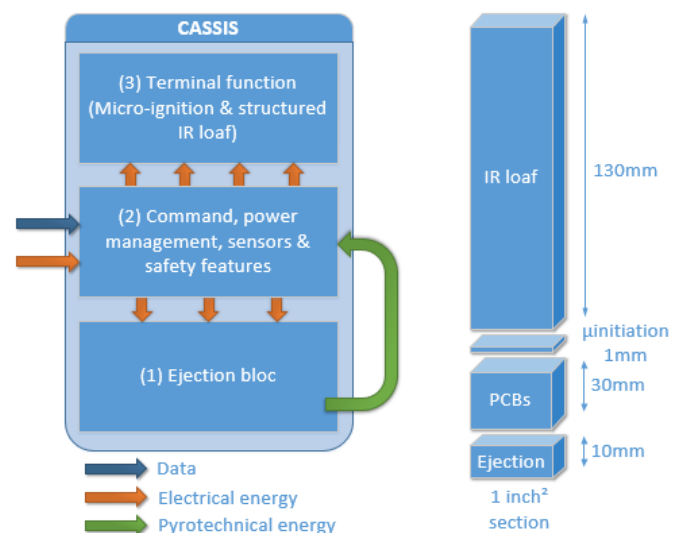 CASSIS
(3) Terminal function
(Micro-ignition & structured
IR loaf)
(2) Command, power
management, sensors &
safety features
(1) Ejection bloc
Data
Electrical energy
Pyrotechnical energy
IR loaf
130mm
µinitiation
1mm
30mm
PCBs
10mm
Ejection
1 inch²
section